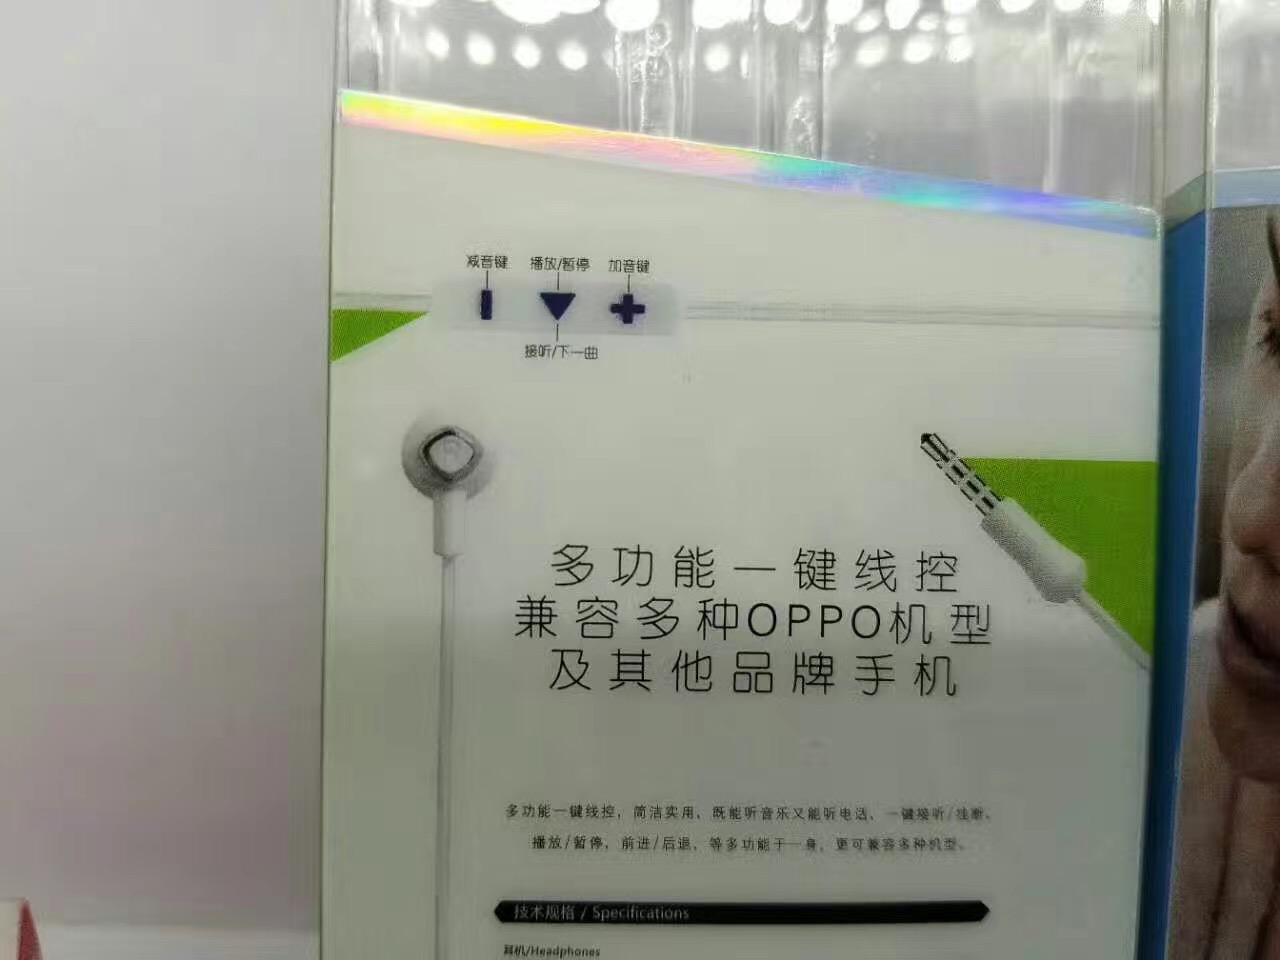 减音键 播放/暂停 加音键
接听/下一曲
多功能一键线控
兼容多种OPPO机型
及其他品牌手机
多功能一键线控，简洁实用，既能听音乐又能听电话、一键接听/挂断、
播放/暂停，前进/后退，等多功能于一身，更可兼容多种机型。
技术规格 / Specifications
耳机/Headphones